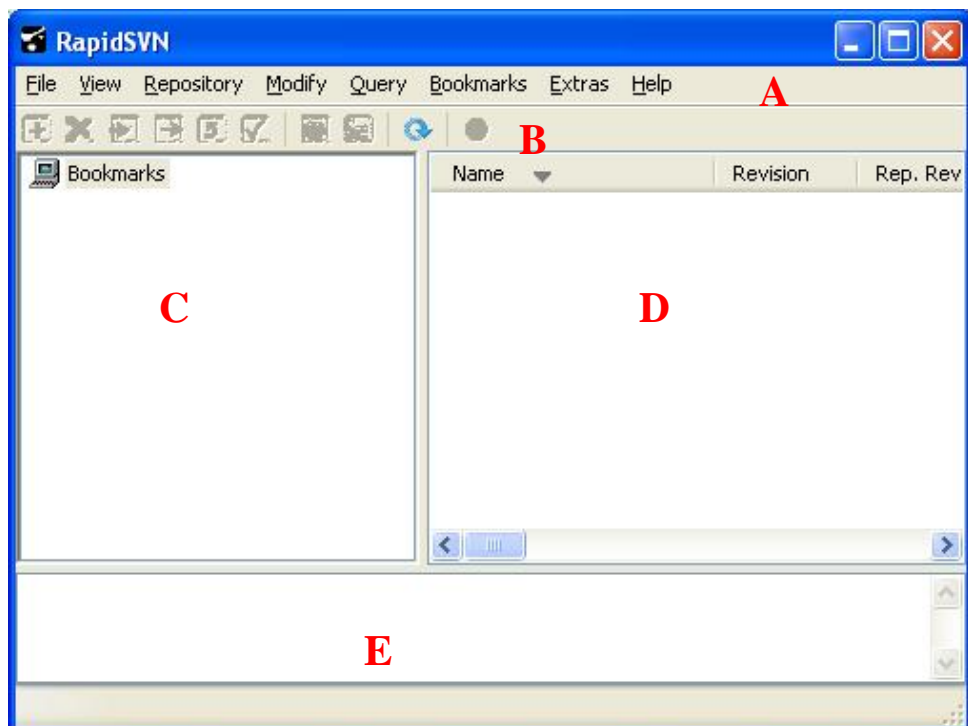 RapidSVN
File View Repository Modify Query Bookmarks Extras Help A
B
Bookmarks
Name Revision Rep. Rev
C
D
E